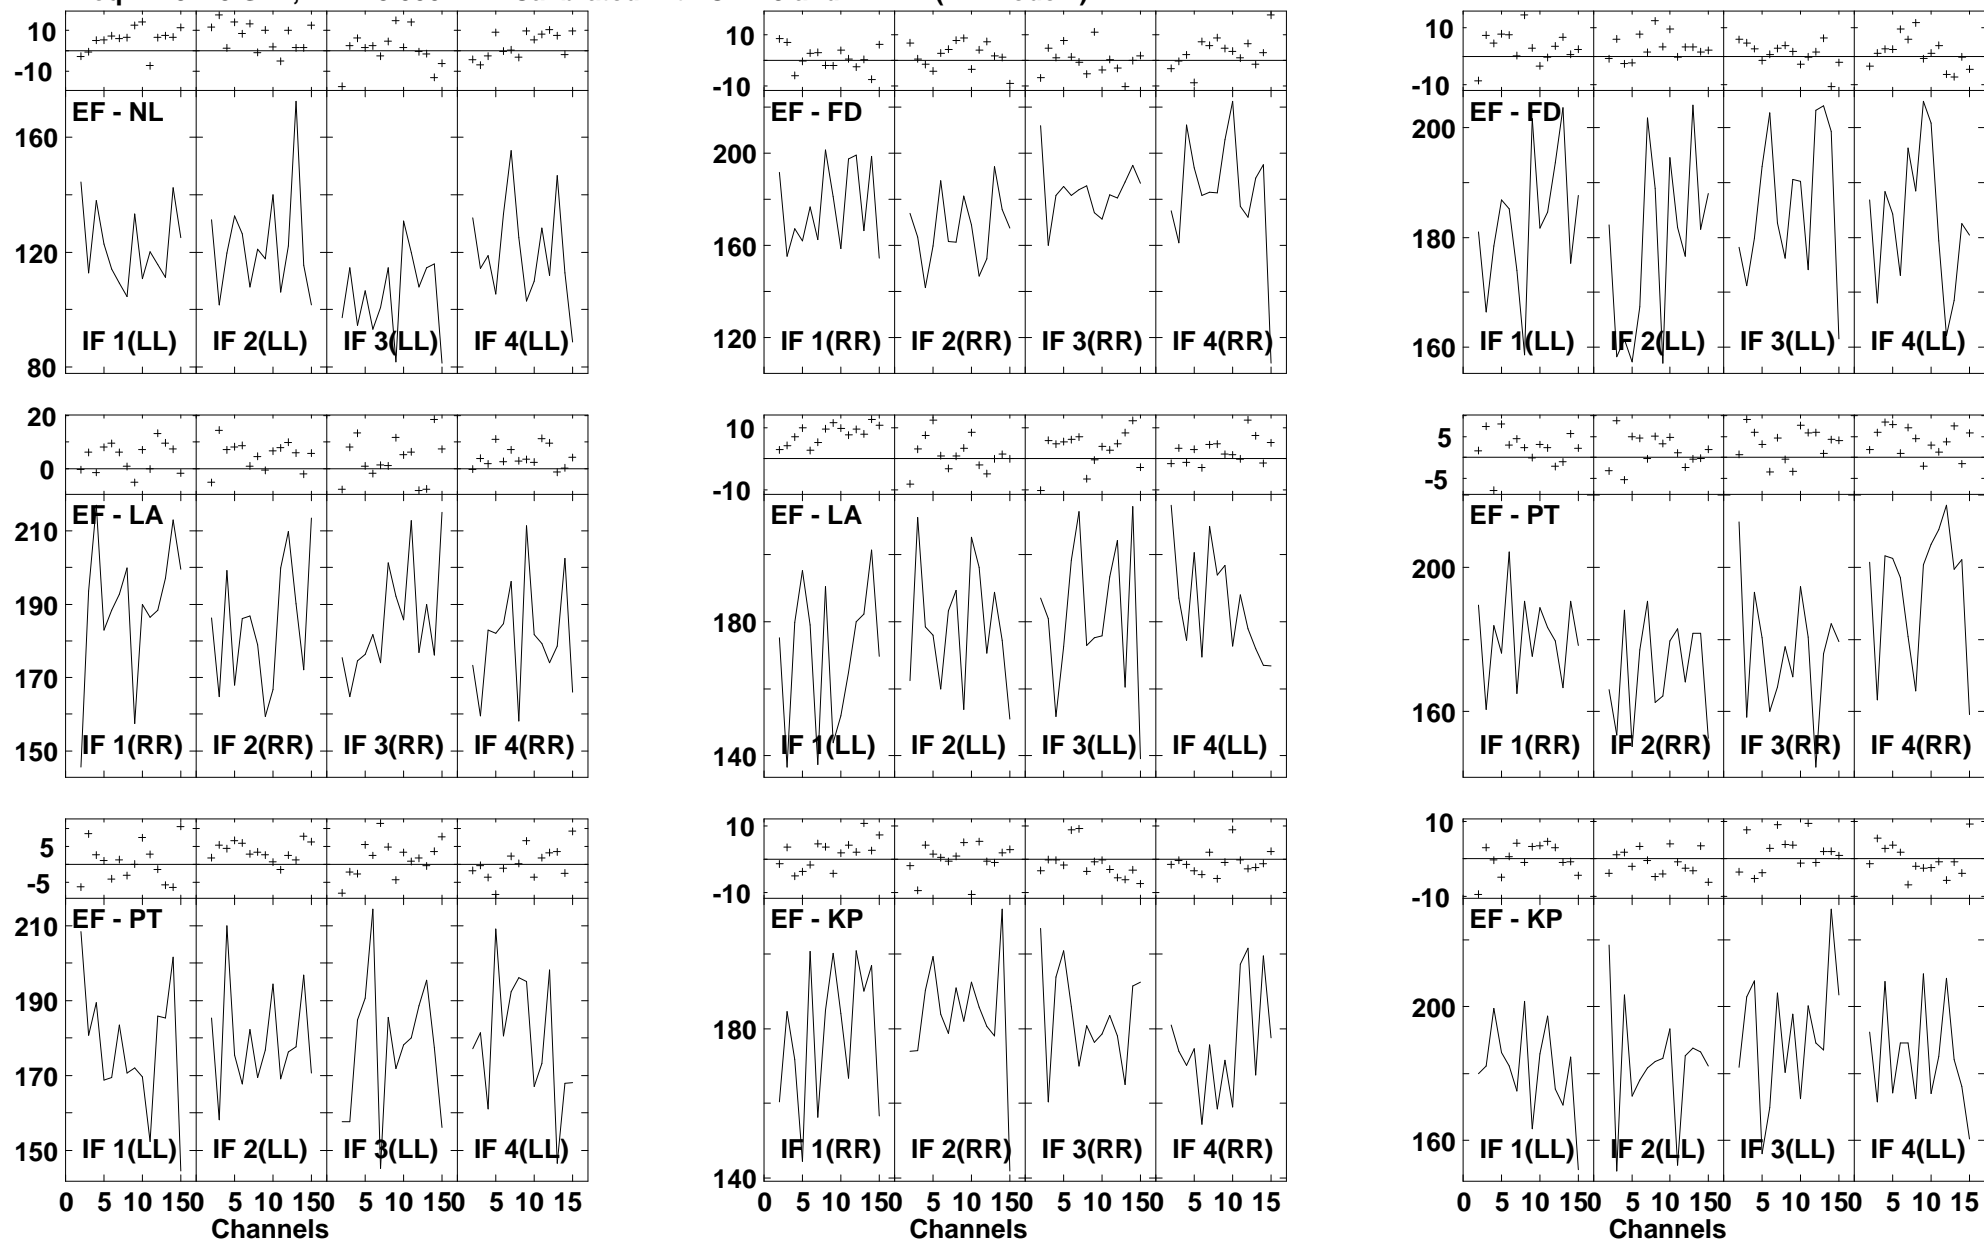 10 10 10
-10 -10 -10
EF - NL EF - FD EF - FD
160 200 200
120 160 180
IF 1(LL) IF 2(LL) IF 3(LL) IF 4(LL) IF 1(RR) IF 2(RR) IF 3(RR) IF 4(RR) IF 1(LL) IF 2(LL) IF 3(LL) IF 4(LL)
80 120 160
20 10 5
0 -10 -5
EF - LA EF - LA EF - PT
210 180 200
190 140 160
170
150
IF 1(RR) IF 2(RR) IF 3(RR) IF 4(RR) IF 1(LL) IF 2(LL) IF 3(LL) IF 4(LL) IF 1(RR) IF 2(RR) IF 3(RR) IF 4(RR)
5 10 10
-5 -10 -10
EF - PT EF - KP EF - KP
210 180 200
190 140 160
170
150
IF 1(LL) IF 2(LL) IF 3(LL) IF 4(LL) IF 1(RR) IF 2(RR) IF 3(RR) IF 4(RR) IF 1(LL) IF 2(LL) IF 3(LL) IF 4(LL)
0 5 10 150 5 10 150 5 10 150 5 10 15 0 5 10 150 5 10 150 5 10 150 5 10 15 0 5 10 150 5 10 150 5 10 150 5 10 15
Channels Channels Channels